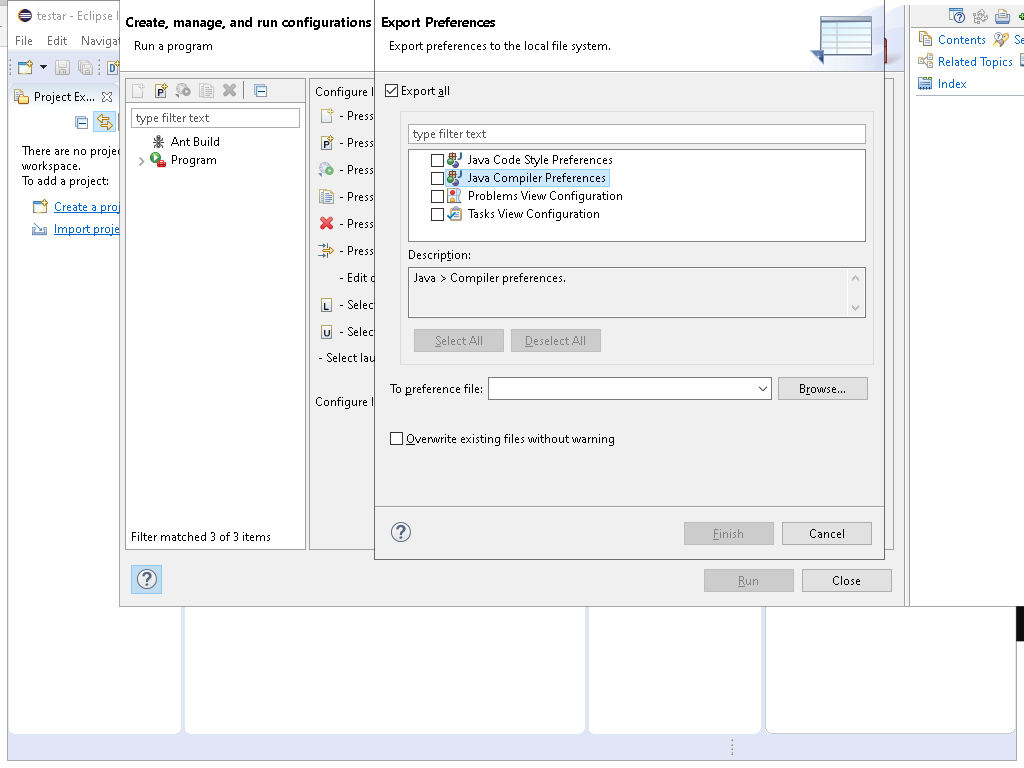 testar - Eclipse I
File Edit Navigat
Project Ex...
There are no projec
workspace.
To add a project:
Create a proj
Import proje
Create, manage, and run configurations
Run a program
type filter text
Ant Build
Program
Filter matched 3 of 3 items
Configure l
- Press
- Press
- Press
- Press
- Press
- Press
- Edit c
L - Selec
U - Selec
- Select lau
Configure l
Run
Close
Export Preferences
Export preferences to the local file system.
Export all
type filter text
Java Code Style Preferences
Java Compiler Preferences
Problems View Configuration
Tasks View Configuration
Description:
Java > Compiler preferences.
Select All
Deselect All
To preference file:
Browse...
Overwrite existing files without warning
Finish
Cancel
Contents
Se
Related Topics
Index